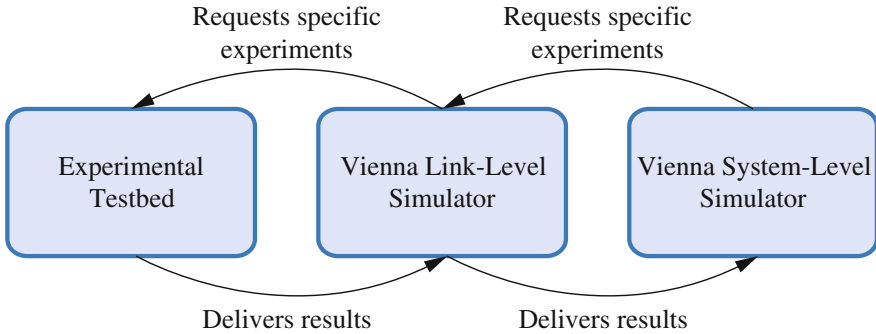 Requests specific
experiments
Requests specific
experiments
Experimental
Testbed
Vienna Link-Level
Simulator
Vienna System-Level
Simulator
Delivers results
Delivers results